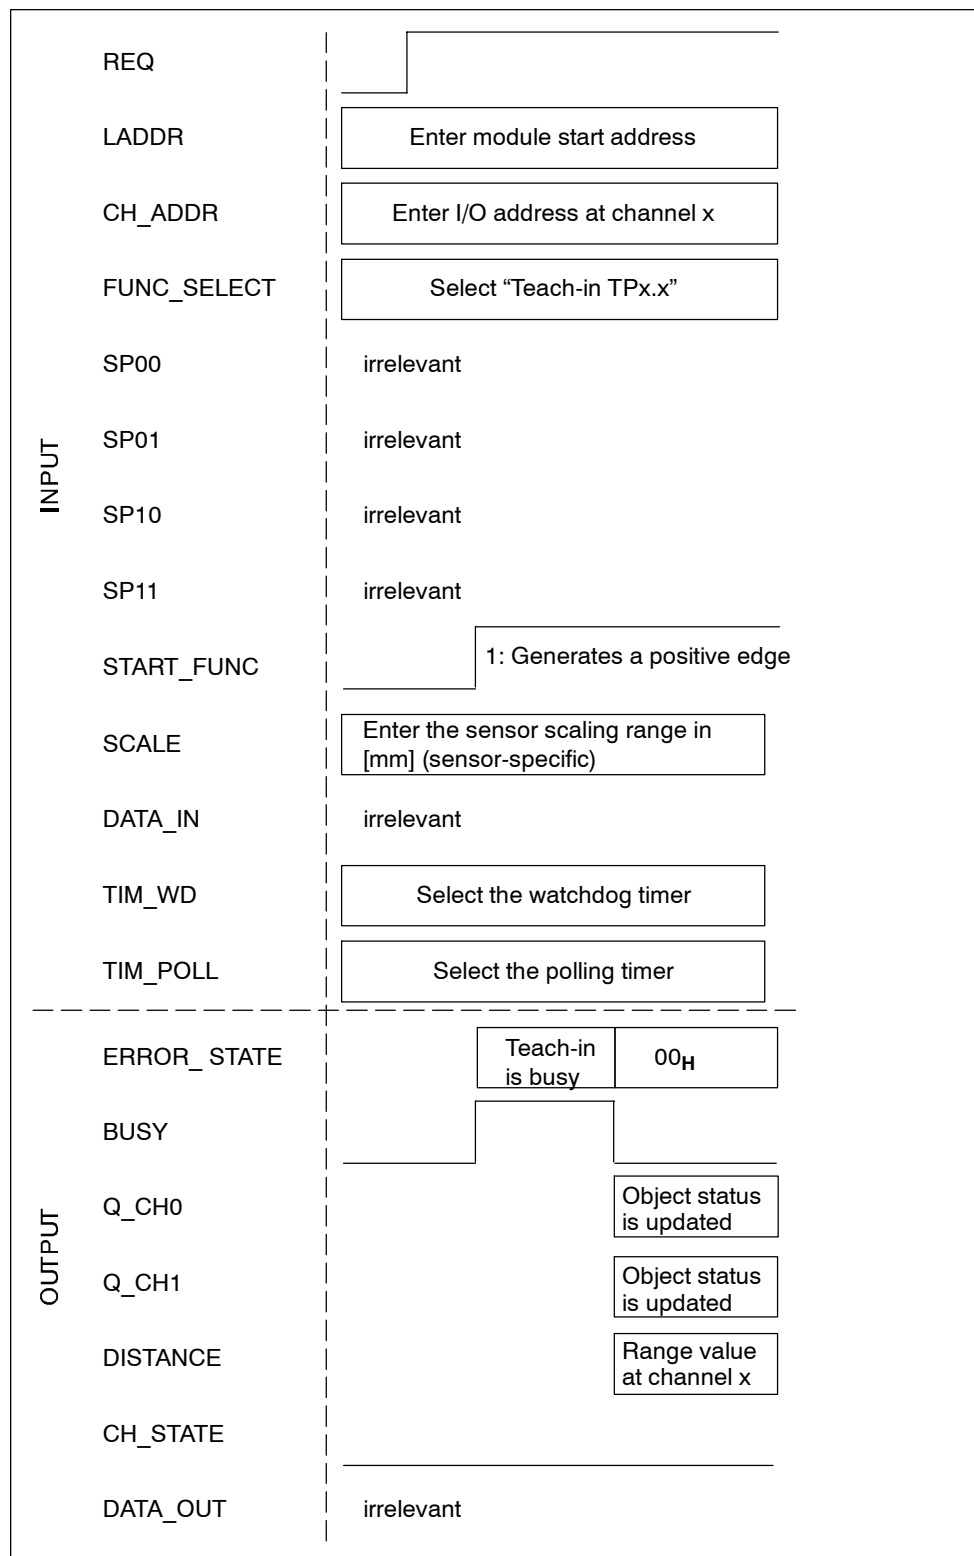 REQ
LADDR
Enter module start address
CH_ADDR
Enter I/O address at channel x
FUNC_SELECT
Select “Teach-in TPx.x”
SP00
irrelevant
SP01
irrelevant
INPUT
SP10
irrelevant
SP11
irrelevant
START_FUNC
1: Generates a positive edge
SCALE
Enter the sensor scaling range in
[mm] (sensor-specific)
DATA_IN
irrelevant
TIM_WD
Select the watchdog timer
TIM_POLL
Select the polling timer
ERROR_ STATE
Teach-in
is busy
00H
BUSY
Q_CH0
Object status
is updated
OUTPUT
Q_CH1
Object status
is updated
DISTANCE
Range value
at channel x
CH_STATE
DATA_OUT
irrelevant